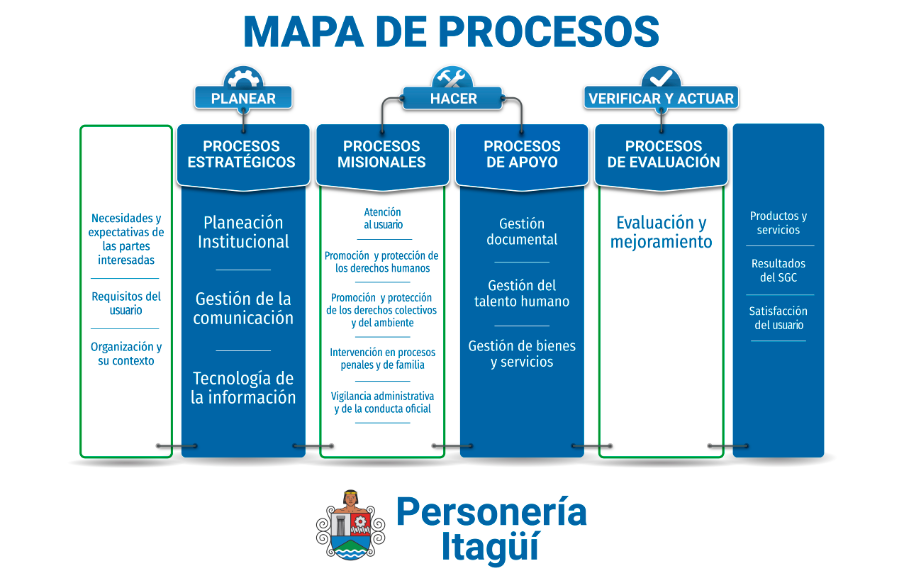 MAPA DE PROCESOS
PLANEAR
HACER
VERIFICAR Y ACTUAR
Necesidades y
expectativas de
las partes
interesadas
Requisitos del
usuario
Organización y
su contexto
PROCESOS
ESTRATÉGICOS
Planeación
Institucional
Gestión de la
comunicación
Tecnología de
la información
PROCESOS
MISIONALES
Atención
al usuario
Promoción y protección
de los derechos humanos
Promoción y protección
de los derechos colectivos
y del ambiente
Intervención en procesos
penales y de familia
Vigilancia administrativa
y de la conducta oficial
PROCESOS
DE APOYO
Gestión
documental
Gestión del
talento humano
Gestión de bienes
y servicios
PROCESOS
DE EVALUACIÓN
Evaluación y
mejoramiento
Productos y
servicios
Resultados
del SGC
Satisfacción
del usuario
Personería
Itagüí